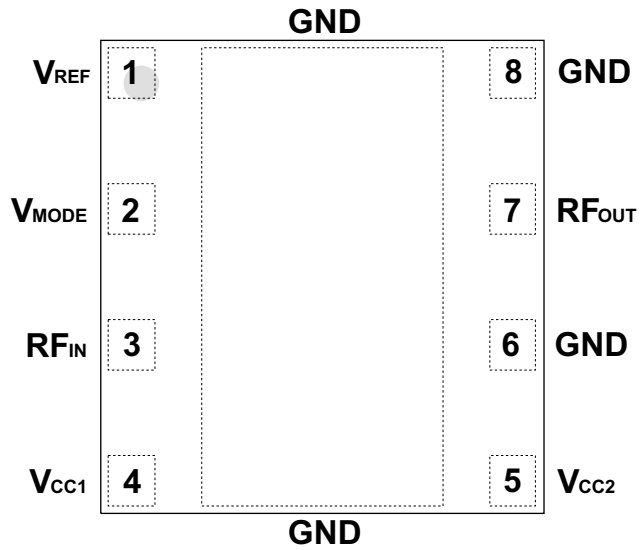 GND
VREF 1 8 GND
VMODE 2 7 RFOUT
RFIN 3 6 GND
VCC1 4 5 VCC2
GND